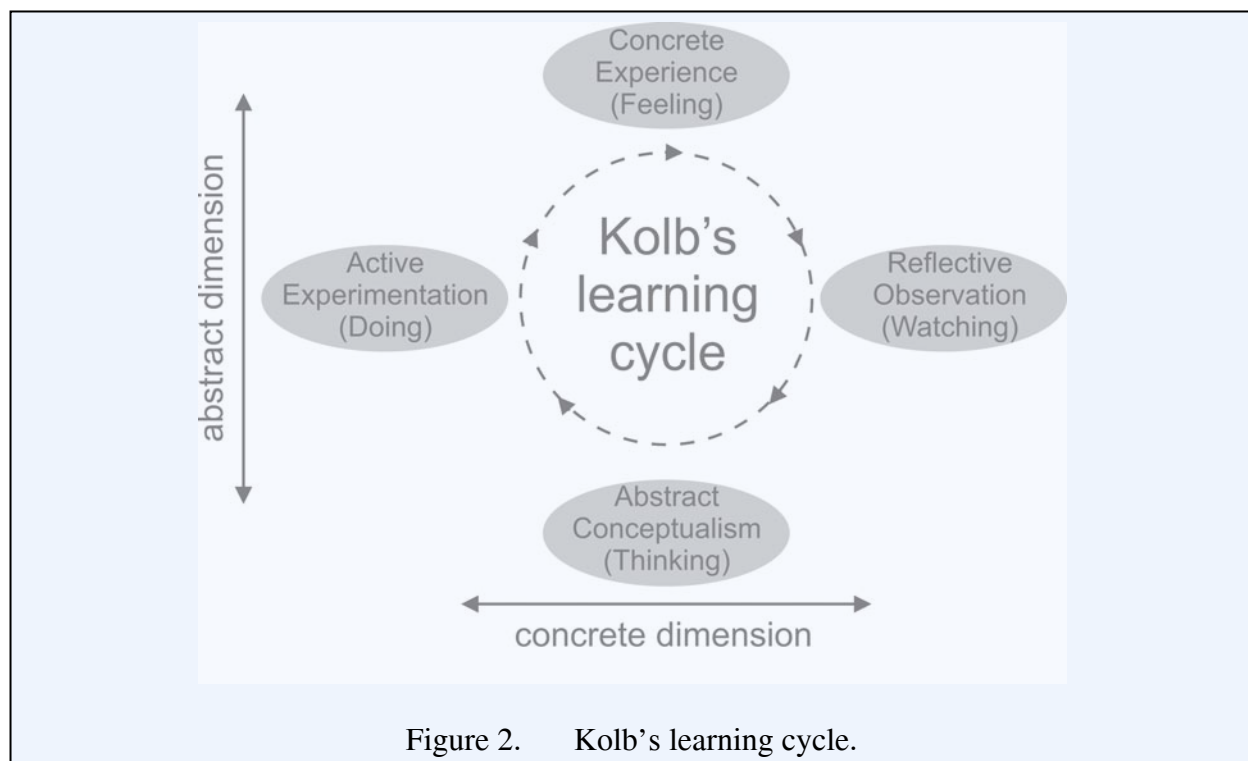 Concrete
Experience
(Feeling)
abstract dimension
Active
Experimentation
(Doing)
Kolb's
learning
cycle
Reflective
Observation
(Watching)
Abstract
Conceptualism
(Thinking)
concrete dimension
Figure 2. Kolb's learning cycle.